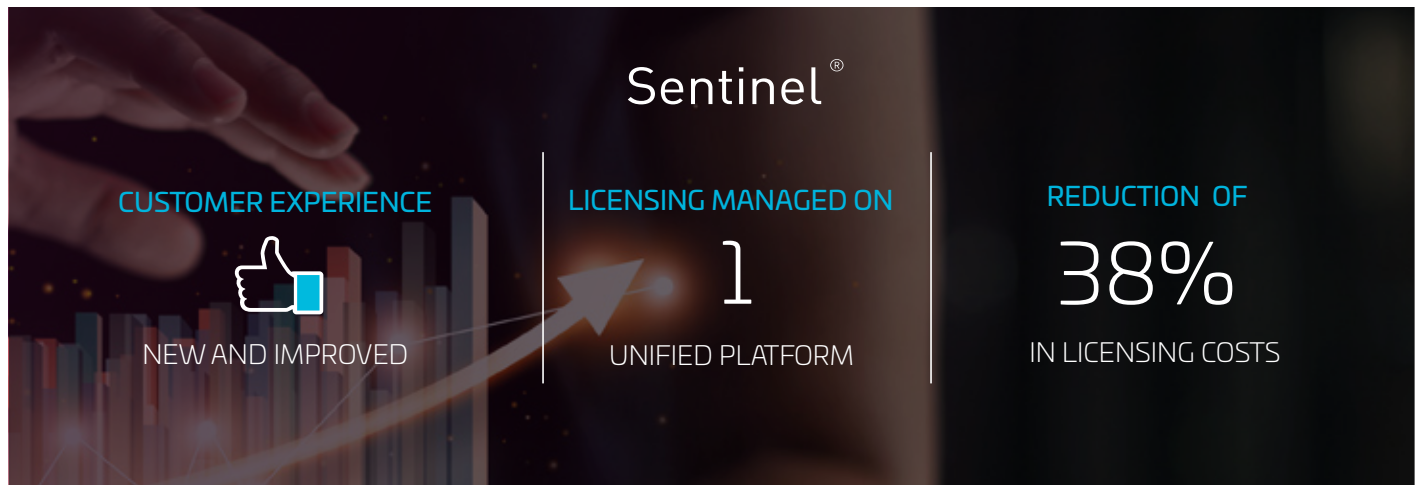 Sentinel®
CUSTOMER EXPERIENCE
NEW AND IMPROVED
LICENSING MANAGED ON
1
UNIFIED PLATFORM
REDUCTION OF
38%
IN LICENSING COSTS